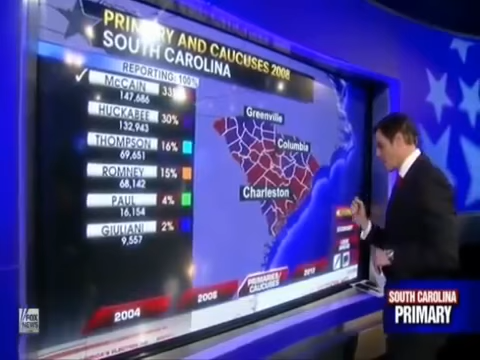 PRIMARY AND CAUCUSES 2008
SOUTH CAROLINA
REPORTING: 100%
McCAIN 33%
147,686
HUCKABEE 30%
132,943
THOMPSON 16%
69,651
ROMNEY 15%
68,142
PAUL 4%
16,154
GIULIANI 2%
9,557
Greenville
Columbia
Charleston
2004
2008
PRIMARIES/
CAUCUSES
2012
FOX
NEWS
SOUTH CAROLINA
PRIMARY